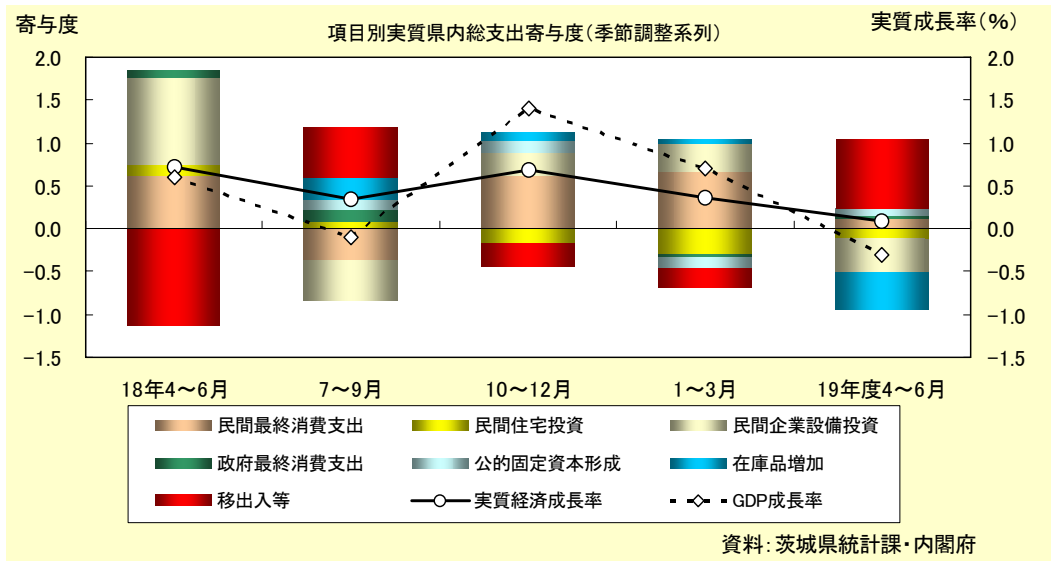 寄与度
実質成長率(%)
項目別実質県内総支出寄与度(季節調整系列)
2.0 2.0
1.5 1.5
1.0 1.0
0.5 0.5
0.0 0.0
-0.5 -0.5
-1.0 -1.0
-1.5 -1.5
18年4~6月 7~9月 10~12月 1~3月 19年度4~6月
民間最終消費支出 民間住宅投資 民間企業設備投資
政府最終消費支出 公的固定資本形成 在庫品増加
移出入等 実質経済成長率 GDP成長率
資料:茨城県統計課・内閣府